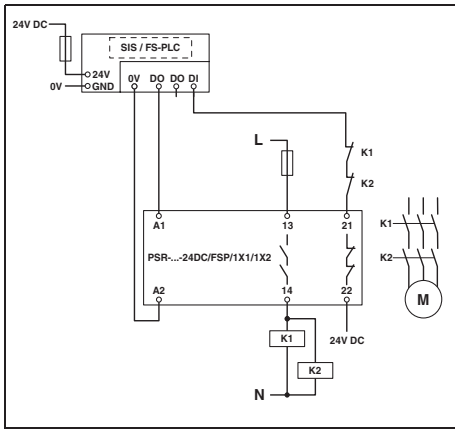 24V DC
SIS / FS-PLC
24V
0V GND
0V DO DO DI
L
K1
K2
A1 13 21
PSR-...-24DC/FSP/1X1/1X2
K1
K2
M
A2 14 22
K1
24V DC
K2
N